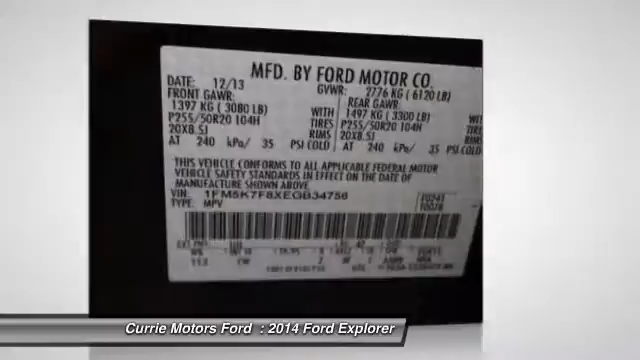 MFD. BY FORD MOTOR CO.
DATE: 12/13 GVWR: 2776 KG ( 6120 LB)
FRONT GAWR: REAR GAWR:
1397 KG ( 3080 LB) WITH 1497 KG ( 3300 LB) WITH
P255/50R20 104H TIRES P255/50R20 104H TIRES
20X8.5J RIMS 20X8.5J RIMS
AT 240 kPa/ 35 PSI COLD AT 240 kPa/ 35 PSI COLD
THIS VEHICLE CONFORMS TO ALL APPLICABLE FEDERAL MOTOR
VEHICLE SAFETY STANDARDS IN EFFECT ON THE DATE OF
MANUFACTURE SHOWN ABOVE.
VIN: 1FM5K7F8XEGB34756
TYPE: MPV
Currie Motors Ford : 2014 Ford Explorer